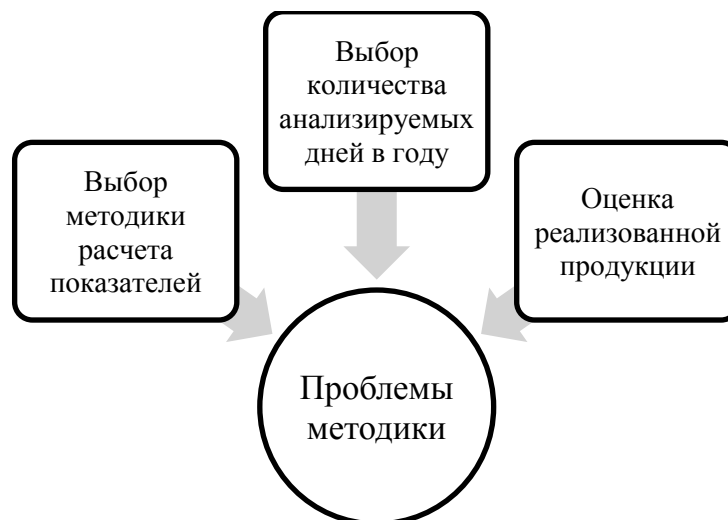 Выбор
методики
расчета
показателей
Выбор
количества
анализируемых
дней в году
Оценка
реализованной
продукции
Проблемы
методики